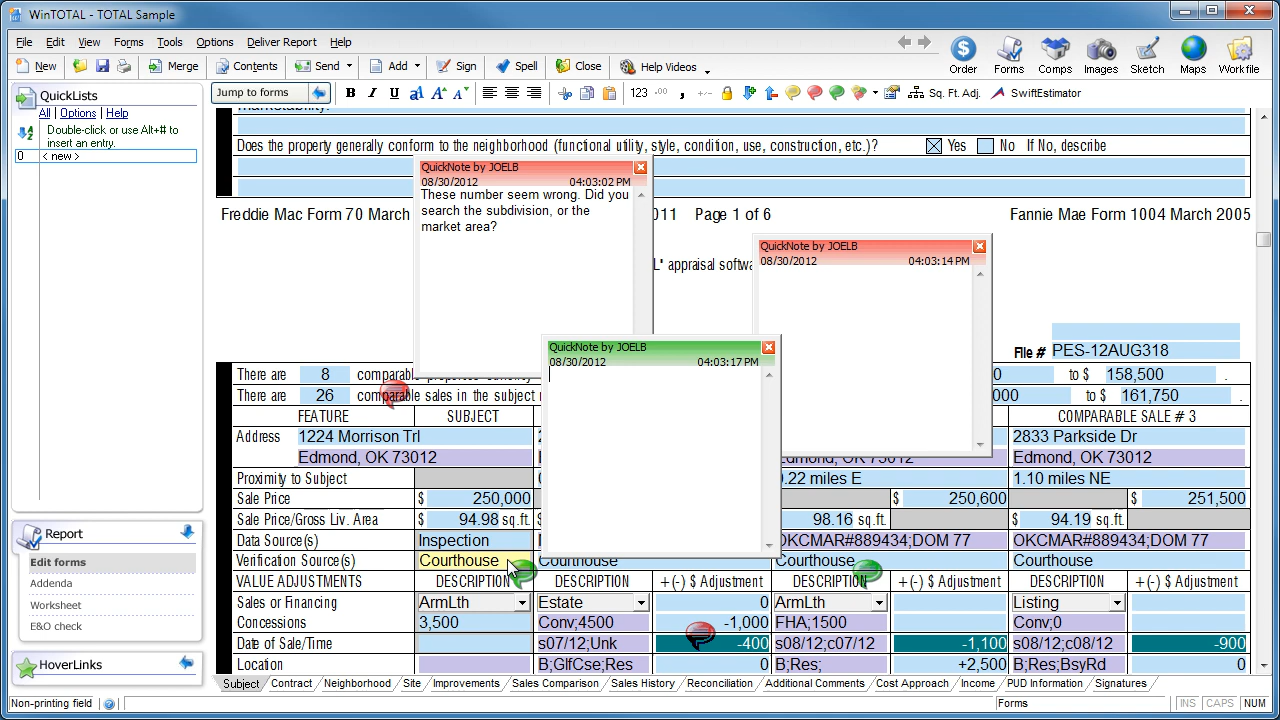 WinTOTAL - TOTAL Sample
File Edit View Forms Tools Options Deliver Report Help
New Merge Contents Send Add Sign Spell Close Help Videos
Order Forms Comps Images Sketch Maps Workfile
QuickLists
All | Options | Help
Double-click or use Alt+# to
insert an entry.
0 < new >
Jump to forms B I U a A A 123 .00 , .- Sq. Ft. Adj. SwiftEstimator
marketability.
Does the property generally conform to the neighborhood (functional utility, style, condition, use, construction, etc.)? Yes No If No, describe
QuickNote by JOELB
08/30/2012 04:03:02 PM
These number seem wrong. Did you
search the subdivision, or the
market area?
Freddie Mac Form 70 March 011 Page 1 of 6 Fannie Mae Form 1004 March 2005
QuickNote by JOELB
08/30/2012 04:03:14 PM
L" appraisal softwa
QuickNote by JOELB
08/30/2012 04:03:17 PM
File # PES-12AUG318
There are 8 comparable properties currently 0 to $ 158,500 .
There are 26 comparable sales in the subject 000 to $ 161,750 .
FEATURE SUBJECT COMPARABLE SALE # 3
Address 1224 Morrison Trl 2833 Parkside Dr
Edmond, OK 73012 Edmond, OK 73012 Edmond, OK 73012
Proximity to Subject 0.22 miles E 1.10 miles NE
Sale Price $ 250,000 $ 250,600 $ 251,500
Sale Price/Gross Liv. Area $ 94.98 sq.ft. $ 98.16 sq.ft. $ 94.19 sq.ft.
Data Source(s) Inspection OKCMAR#889434;DOM 77 OKCMAR#889434;DOM 77
Verification Source(s) Courthouse Courthouse Courthouse Courthouse
VALUE ADJUSTMENTS DESCRIPTION DESCRIPTION +(-) $ Adjustment DESCRIPTION +(-) $ Adjustment DESCRIPTION +(-) $ Adjustment
Sales or Financing ArmLth Estate 0 ArmLth Listing
Concessions 3,500 Conv;4500 -1,000 FHA;1500 Conv;0
Date of Sale/Time s07/12;Unk -400 s08/12;c07/12 -1,100 s08/12;c08/12 -900
Location B;GlfCse;Res 0 B;Res; +2,500 B;Res;BsyRd 0
Report
Edit forms
Addenda
Worksheet
E&O check
HoverLinks
Subject Contract Neighborhood Site Improvements Sales Comparison Sales History Reconciliation Additional Comments Cost Approach Income PUD Information Signatures
Non-printing field Forms INS CAPS NUM